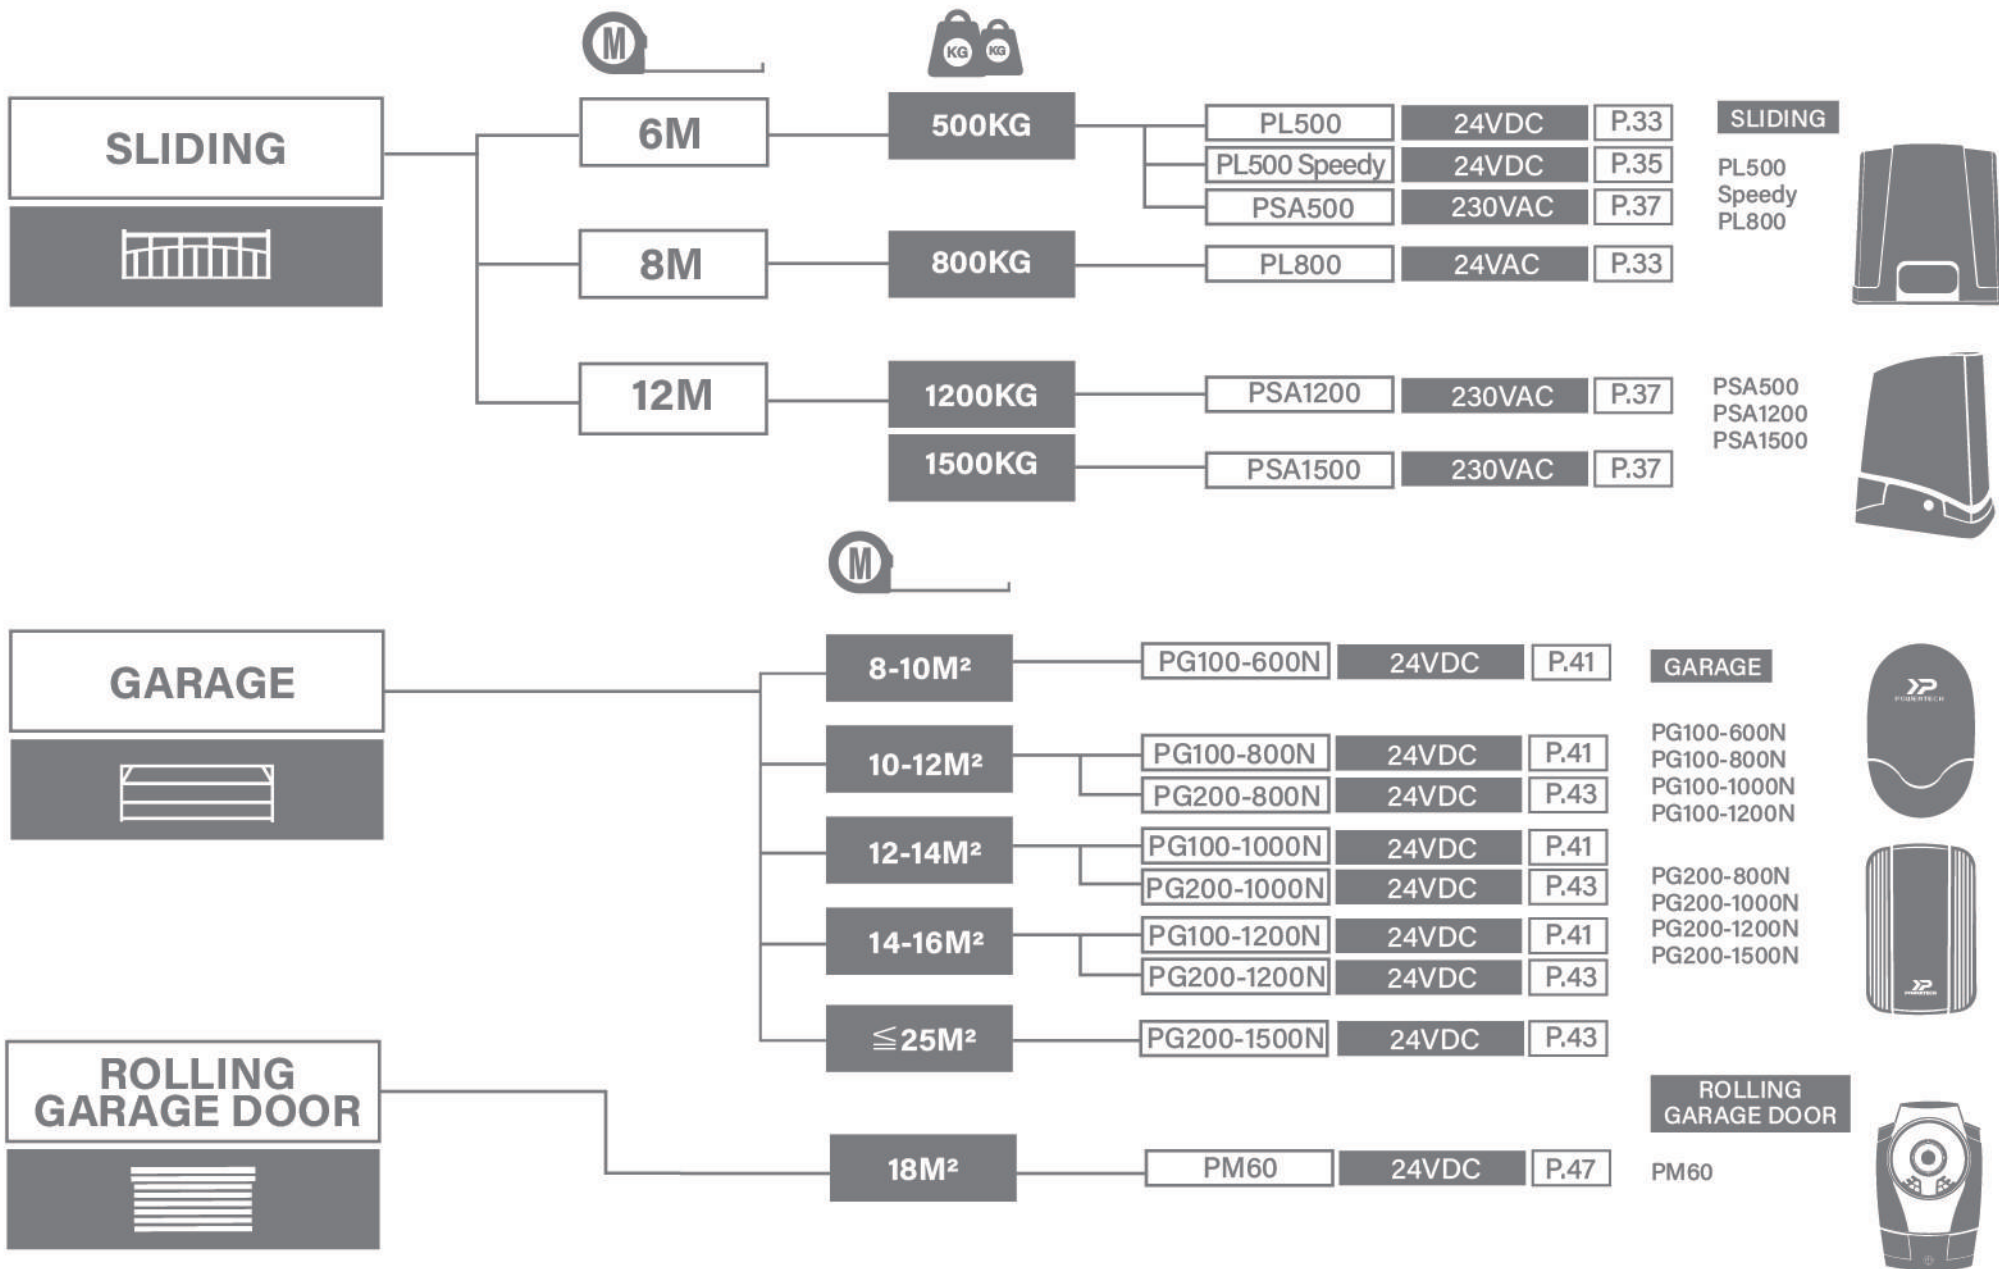 M
KG KG
SLIDING
6M
500KG
PL500 24VDC P.33
PL500 Speedy 24VDC P.35
PSA500 230VAC P.37
8M
800KG
PL800 24VAC P.33
12M
1200KG
PSA1200 230VAC P.37
1500KG
PSA1500 230VAC P.37
SLIDING
PL500
Speedy
PL800
PSA500
PSA1200
PSA1500
M
GARAGE
8-10M²
PG100-600N 24VDC P.41
10-12M²
PG100-800N 24VDC P.41
PG200-800N 24VDC P.43
12-14M²
PG100-1000N 24VDC P.41
PG200-1000N 24VDC P.43
14-16M²
PG100-1200N 24VDC P.41
PG200-1200N 24VDC P.43
≦25M²
PG200-1500N 24VDC P.43
GARAGE
PG100-600N
PG100-800N
PG100-1000N
PG100-1200N
POWERTECH
PG200-800N
PG200-1000N
PG200-1200N
PG200-1500N
POWERTECH
ROLLING
GARAGE DOOR
18M²
PM60 24VDC P.47
ROLLING
GARAGE DOOR
PM60